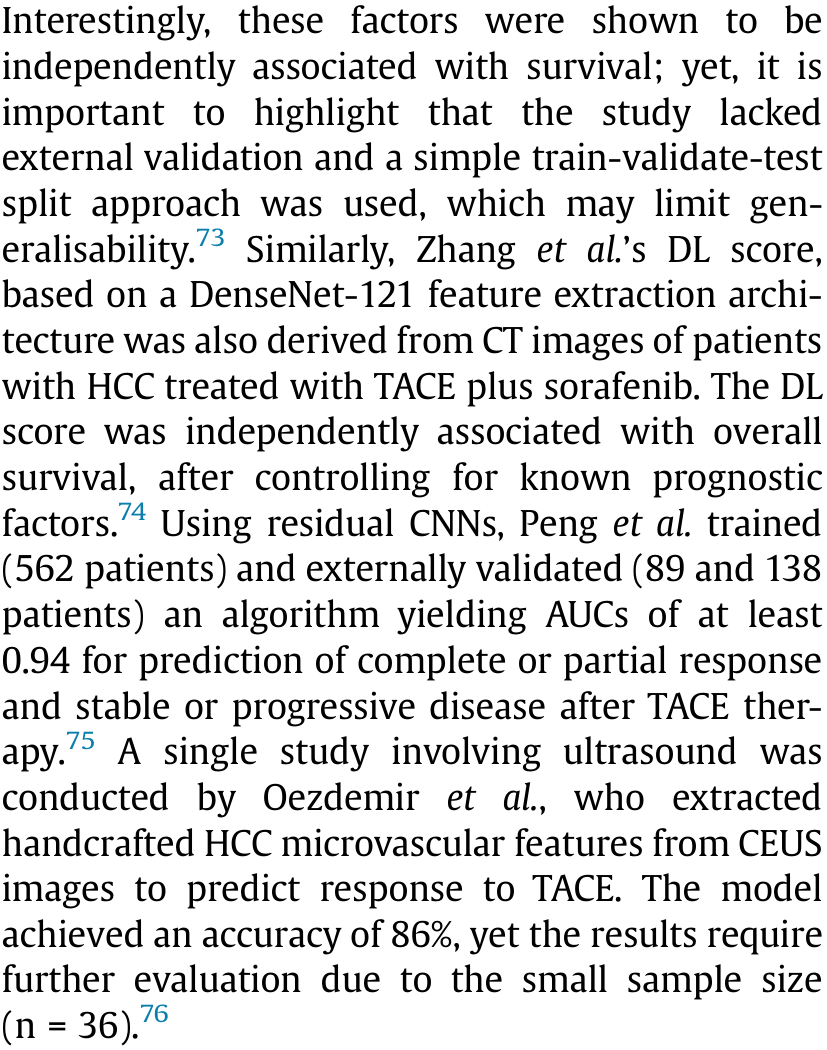 Interestingly, these factors were shown to be
independently associated with survival; yet, it is
important to highlight that the study lacked
external validation and a simple train-validate-test
split approach was used, which may limit gen-
eralisability.73 Similarly, Zhang et al.’s DL score,
based on a DenseNet-121 feature extraction archi-
tecture was also derived from CT images of patients
with HCC treated with TACE plus sorafenib. The DL
score was independently associated with overall
survival, after controlling for known prognostic
factors.74 Using residual CNNs, Peng et al. trained
(562 patients) and externally validated (89 and 138
patients) an algorithm yielding AUCs of at least
0.94 for prediction of complete or partial response
and stable or progressive disease after TACE ther-
apy.75 A single study involving ultrasound was
conducted by Oezdemir et al., who extracted
handcrafted HCC microvascular features from CEUS
images to predict response to TACE. The model
achieved an accuracy of 86%, yet the results require
further evaluation due to the small sample size
(n = 36).76